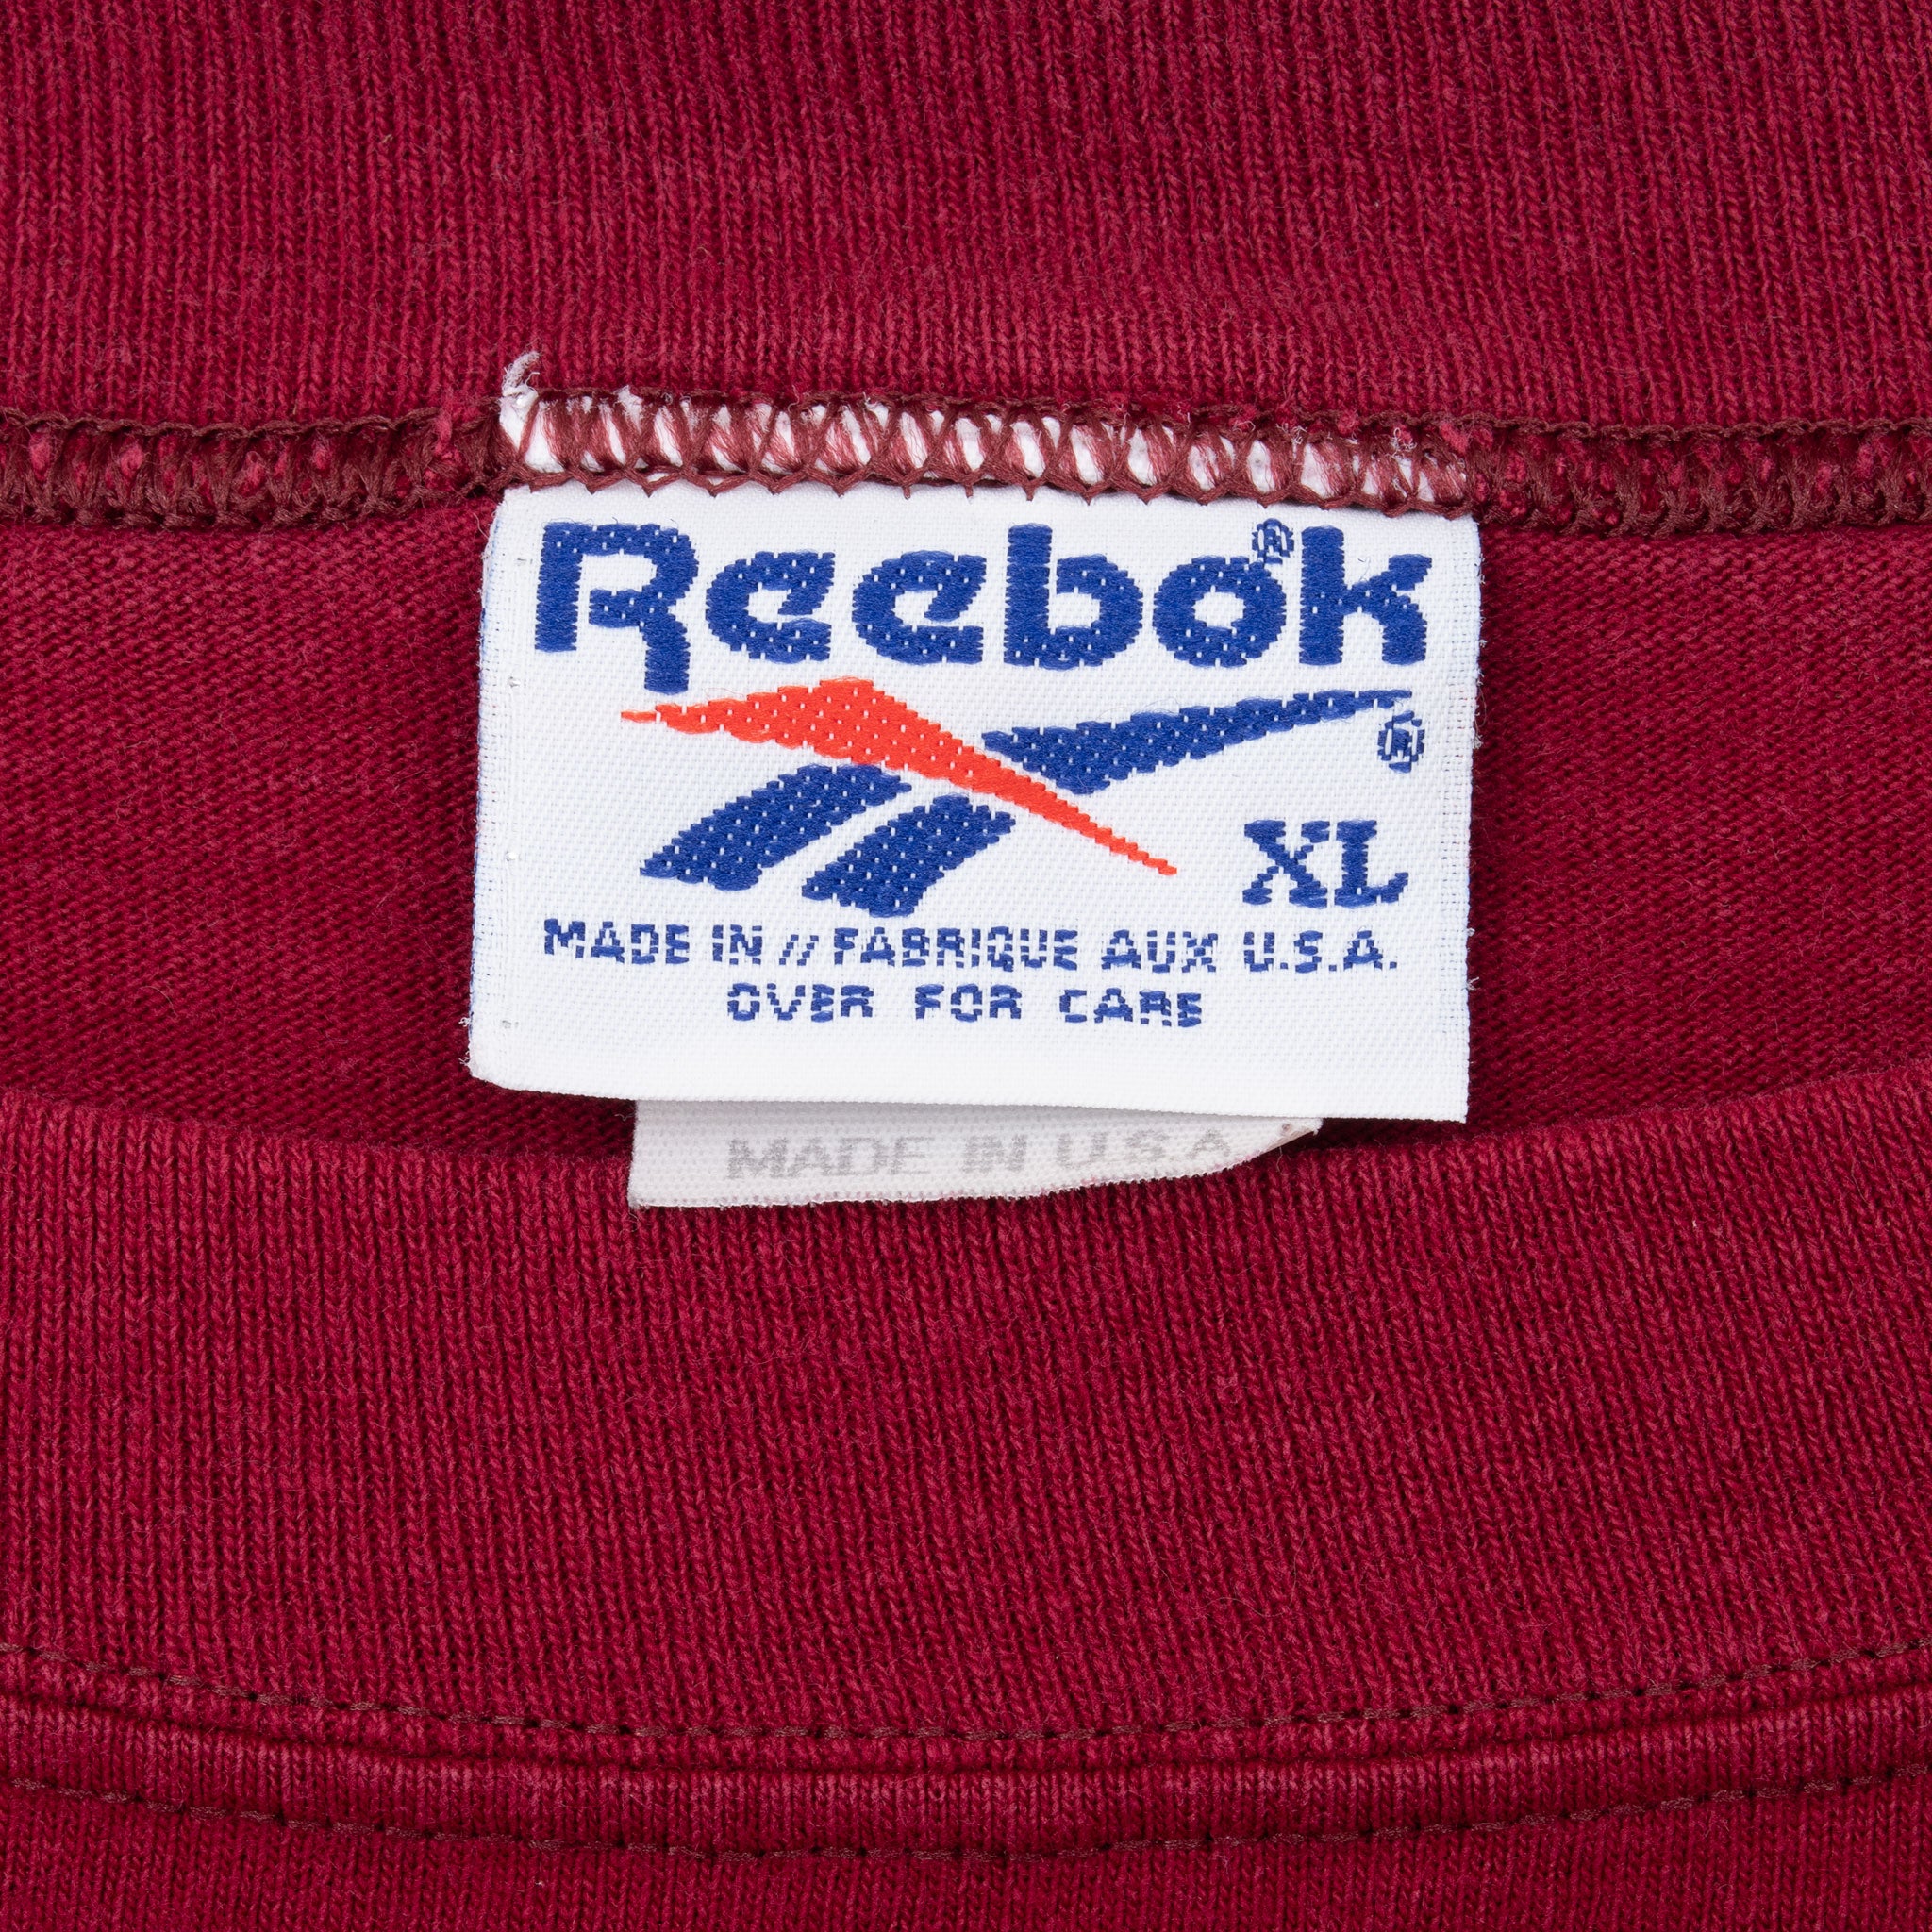 Reebok®
®
XL
MADE IN // FABRIQUE AUX U.S.A.
OVER FOR CARE
MADE IN U.S.A.